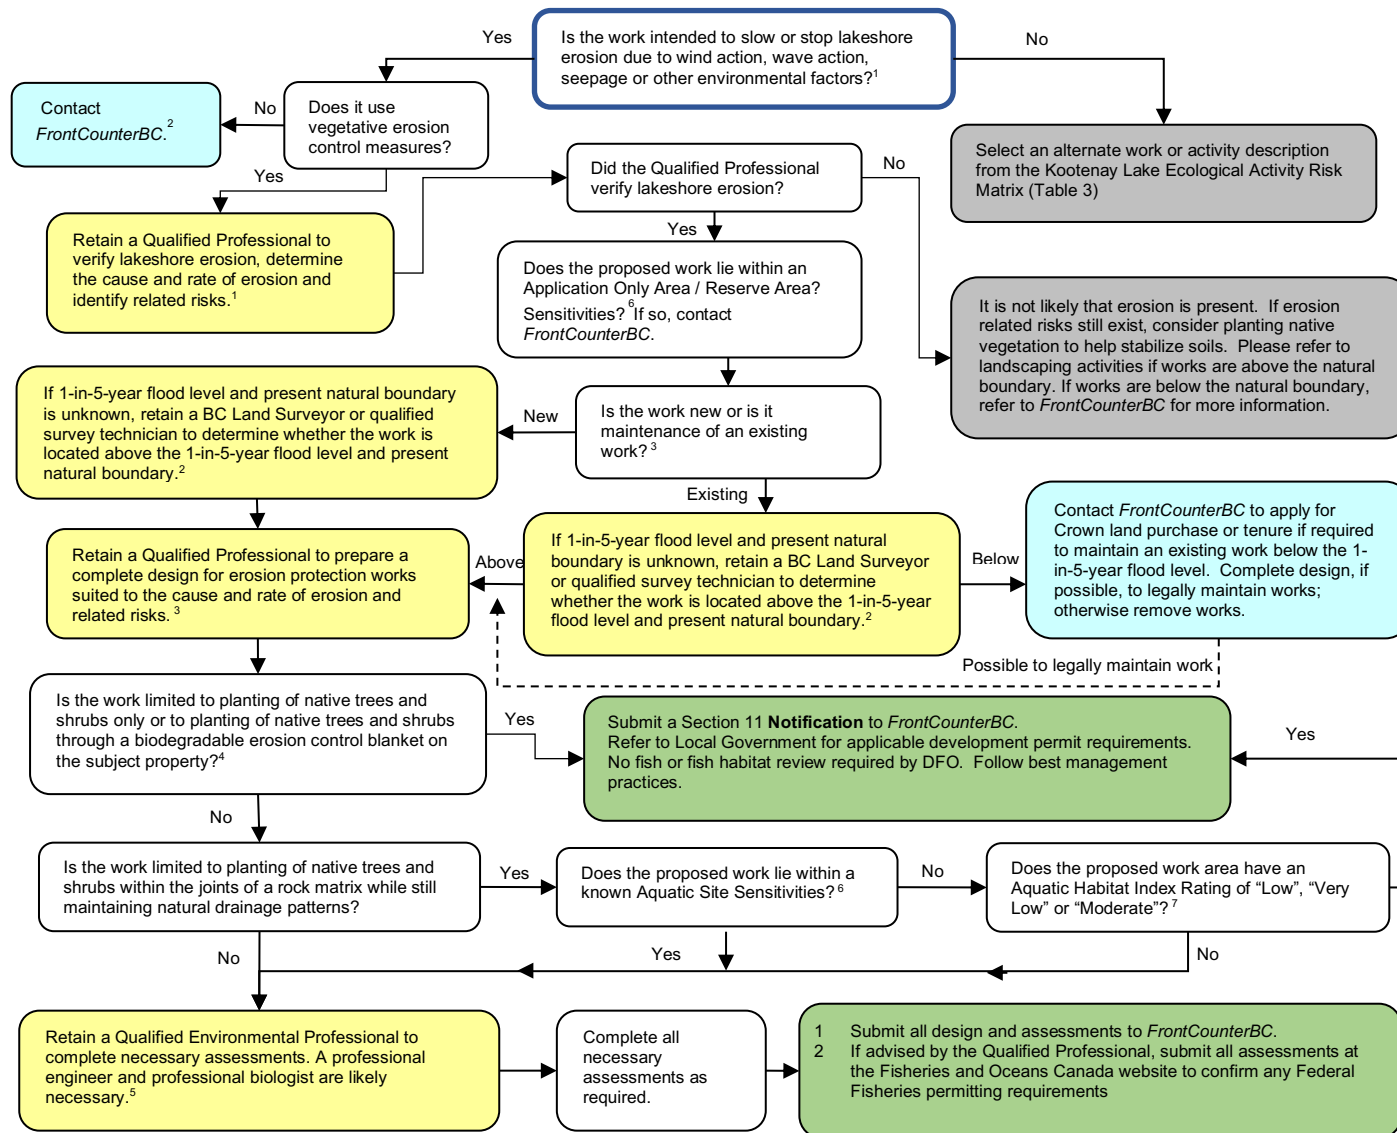 Yes
Is the work intended to slow or stop lakeshore
erosion due to wind action, wave action,
seepage or other environmental factors?1
No
Contact
FrontCounterBC.2
No
Does it use
vegetative erosion
control measures?
Yes
Did the Qualified Professional
verify lakeshore erosion?
No
Select an alternate work or activity description
from the Kootenay Lake Ecological Activity Risk
Matrix (Table 3)
Retain a Qualified Professional to
verify lakeshore erosion, determine
the cause and rate of erosion and
identify related risks.1
Yes
Does the proposed work lie within an
Application Only Area / Reserve Area?
Sensitivities?6 If so, contact
FrontCounterBC.
It is not likely that erosion is present. If erosion
related risks still exist, consider planting native
vegetation to help stabilize soils. Please refer to
landscaping activities if works are above the natural
boundary. If works are below the natural boundary,
refer to FrontCounterBC for more information.
If 1-in-5-year flood level and present natural boundary
is unknown, retain a BC Land Surveyor or qualified
survey technician to determine whether the work is
located above the 1-in-5-year flood level and present
natural boundary.2
New
Is the work new or is it
maintenance of an existing
work?3
Existing
Retain a Qualified Professional to prepare a
complete design for erosion protection works
suited to the cause and rate of erosion and
related risks.3
Above
If 1-in-5-year flood level and present natural
boundary is unknown, retain a BC Land Surveyor
or qualified survey technician to determine
whether the work is located above the 1-in-5-year
flood level and present natural boundary.2
Below
Contact FrontCounterBC to apply for
Crown land purchase or tenure if required
to maintain an existing work below the 1-
in-5-year flood level. Complete design, if
possible, to legally maintain works;
otherwise remove works.
Possible to legally maintain work
Is the work limited to planting of native trees and
shrubs only or to planting of native trees and shrubs
through a biodegradable erosion control blanket on
the subject property?4
Yes
Submit a Section 11 Notification to FrontCounterBC.
Refer to Local Government for applicable development permit requirements.
No fish or fish habitat review required by DFO. Follow best management
practices.
Yes
No
Is the work limited to planting of native trees and
shrubs within the joints of a rock matrix while still
maintaining natural drainage patterns?
Yes
Does the proposed work lie within a
known Aquatic Site Sensitivities?6
No
Does the proposed work area have an
Aquatic Habitat Index Rating of “Low”, “Very
Low” or “Moderate”?7
No
Yes
No
Retain a Qualified Environmental Professional to
complete necessary assessments. A professional
engineer and professional biologist are likely
necessary.5
Complete all
necessary
assessments as
required.
1 Submit all design and assessments to FrontCounterBC.
2 If advised by the Qualified Professional, submit all assessments at
the Fisheries and Oceans Canada website to confirm any Federal
Fisheries permitting requirements